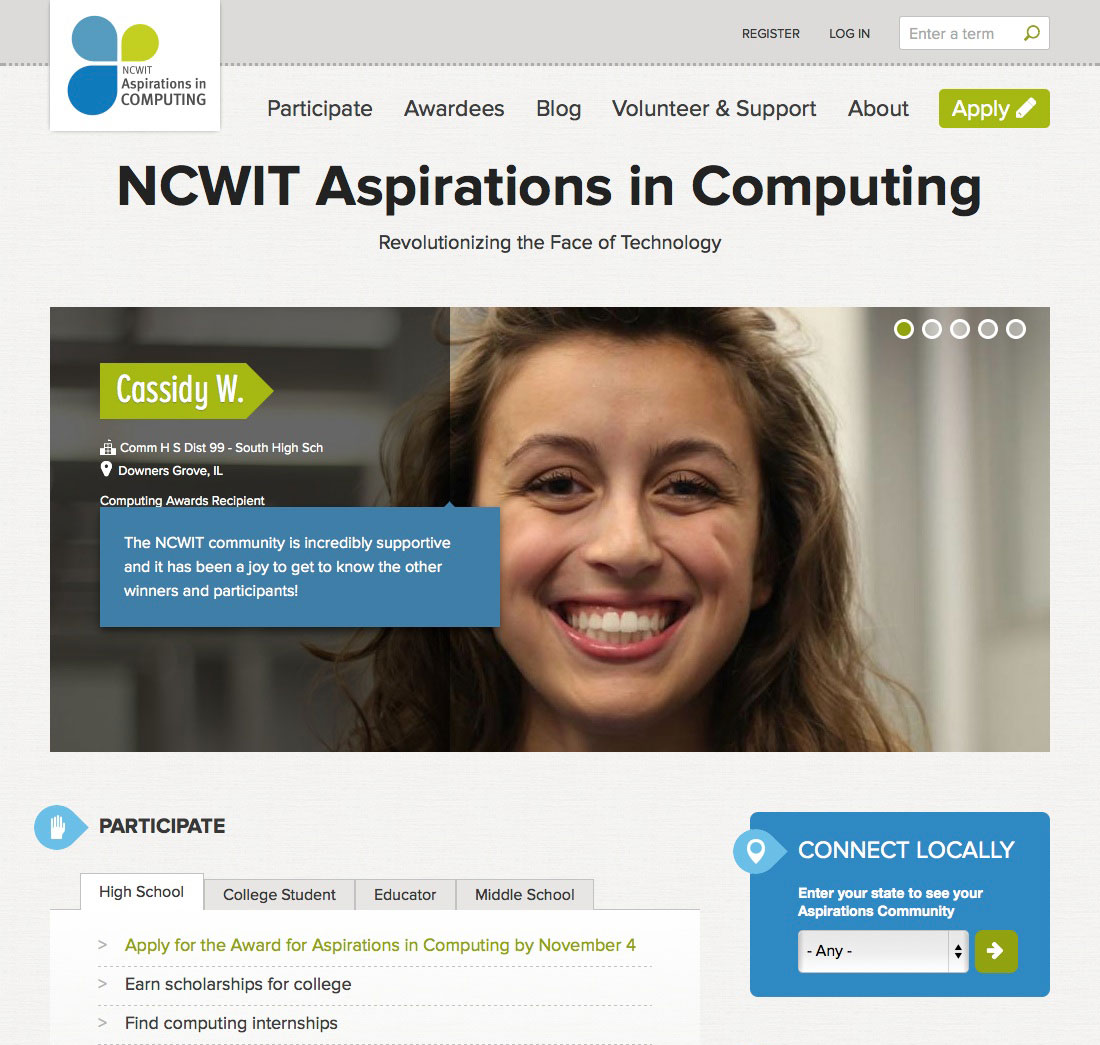 REGISTER
LOG IN
Enter a term
NCWIT
Aspirations in
COMPUTING
Participate
Awardees
Blog
Volunteer & Support
About
Apply
NCWIT Aspirations in Computing
Revolutionizing the Face of Technology
Cassidy W.
Comm H S Dist 99 - South High Sch
Downers Grove, IL
Computing Awards Recipient
The NCWIT community is incredibly supportive
and it has been a joy to get to know the other
winners and participants!
PARTICIPATE
High School
College Student
Educator
Middle School
> Apply for the Award for Aspirations in Computing by November 4
> Earn scholarships for college
> Find computing internships
CONNECT LOCALLY
Enter your state to see your
Aspirations Community
- Any -